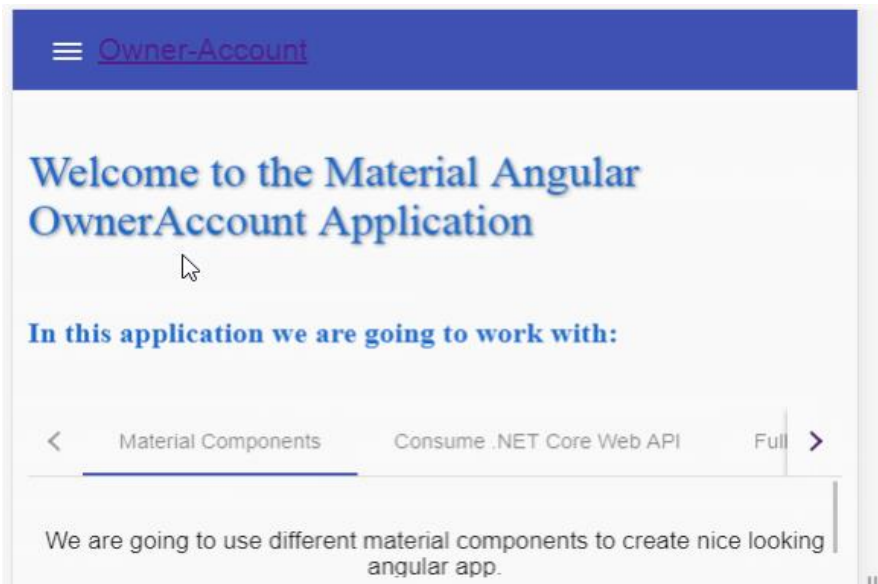 Owner-Account
Welcome to the Material Angular
OwnerAccount Application
In this application we are going to work with:
Material Components Consume .NET Core Web API Full
We are going to use different material components to create nice looking
angular app.